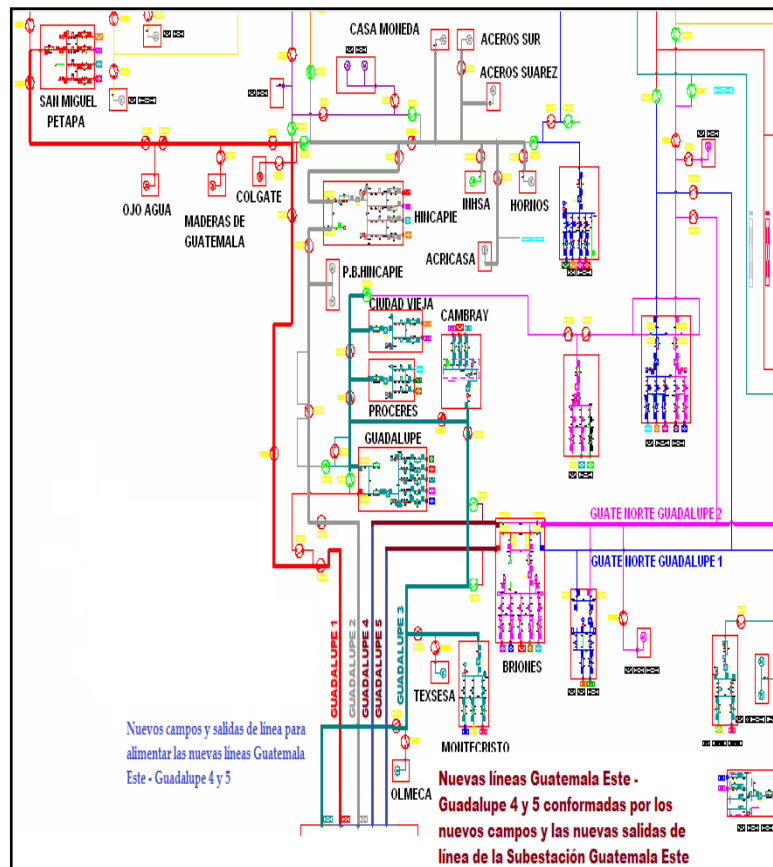 CASA MONEDA
ACEROS SUR
ACEROS SUAREZ
SAN MIGUEL
PETAPA
OJO AGUA
MADERAS DE
GUATEMALA
COLGATE
HINCAPIE
INHSA
HORNOS
ACRICASA
P.B.HINCAPIE
CIUDAD VIEJA
CAMBRAY
PROCERES
GUADALUPE
GUATE NORTE GUADALUPE 2
GUATE NORTE GUADALUPE 1
BRIONES
GUADALUPE 1
GUADALUPE 2
GUADALUPE 4
GUADALUPE 5
GUADALUPE 3
TEXSESA
MONTECRISTO
OLMECA
Nuevos campos y salidas de línea para
alimentar las nuevas líneas Guatemala
Este - Guadalupe 4 y 5
Nuevas líneas Guatemala Este -
Guadalupe 4 y 5 conformadas por los
nuevos campos y las nuevas salidas de
línea de la Subestación Guatemala Este